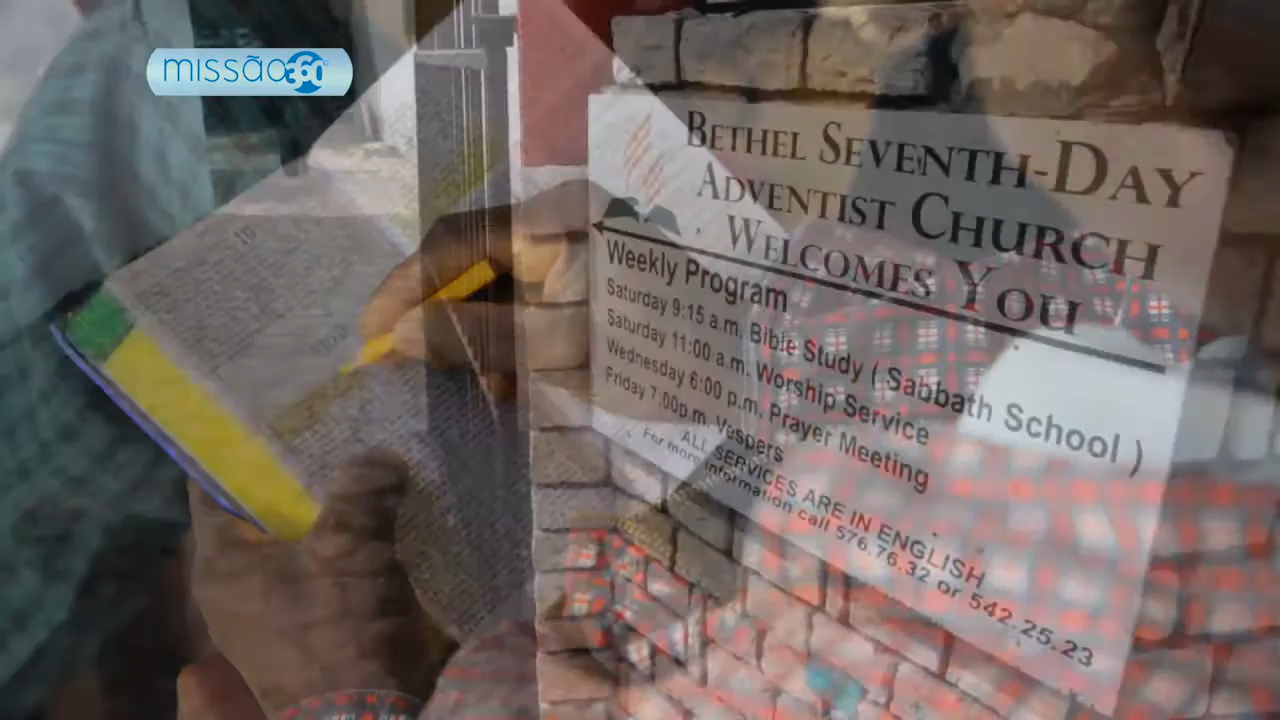 missão360°
BETHEL SEVENTH-DAY
ADVENTIST CHURCH
WELCOMES YOU
Weekly Program
Saturday 9:15 a.m. Bible Study ( Sabbath School )
Saturday 11:00 a.m. Worship Service
Wednesday 6:00 p.m. Prayer Meeting
Friday 7.00p.m. Vespers
ALL SERVICES ARE IN ENGLISH
For more information call 576.76.32 or 542.25.23